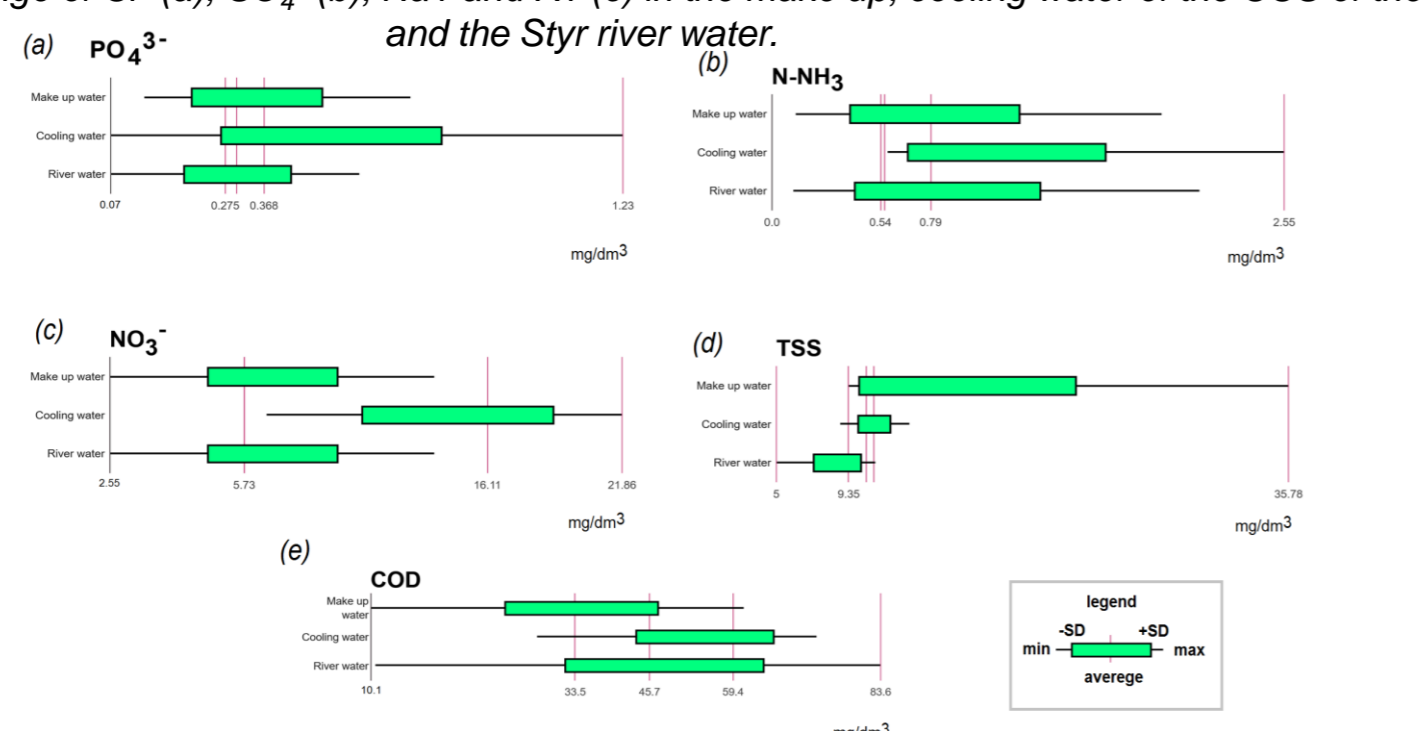 and the Styr river water.
(a) PO₄³⁻
Make up water
Cooling water
River water
0.07 0.275 0.368 1.23
mg/dm³
(b) N-NH₃
Make up water
Cooling water
River water
0.0 0.54 0.79 2.55
mg/dm³
(c) NO₃⁻
Make up water
Cooling water
River water
2.55 5.73 16.11 21.86
mg/dm³
(d) TSS
Make up water
Cooling water
River water
5 9.35 35.78
mg/dm³
(e) COD
Make up
water
Cooling water
River water
10.1 33.5 45.7 59.4 83.6
mg/dm³
legend
-SD +SD
min max
averege